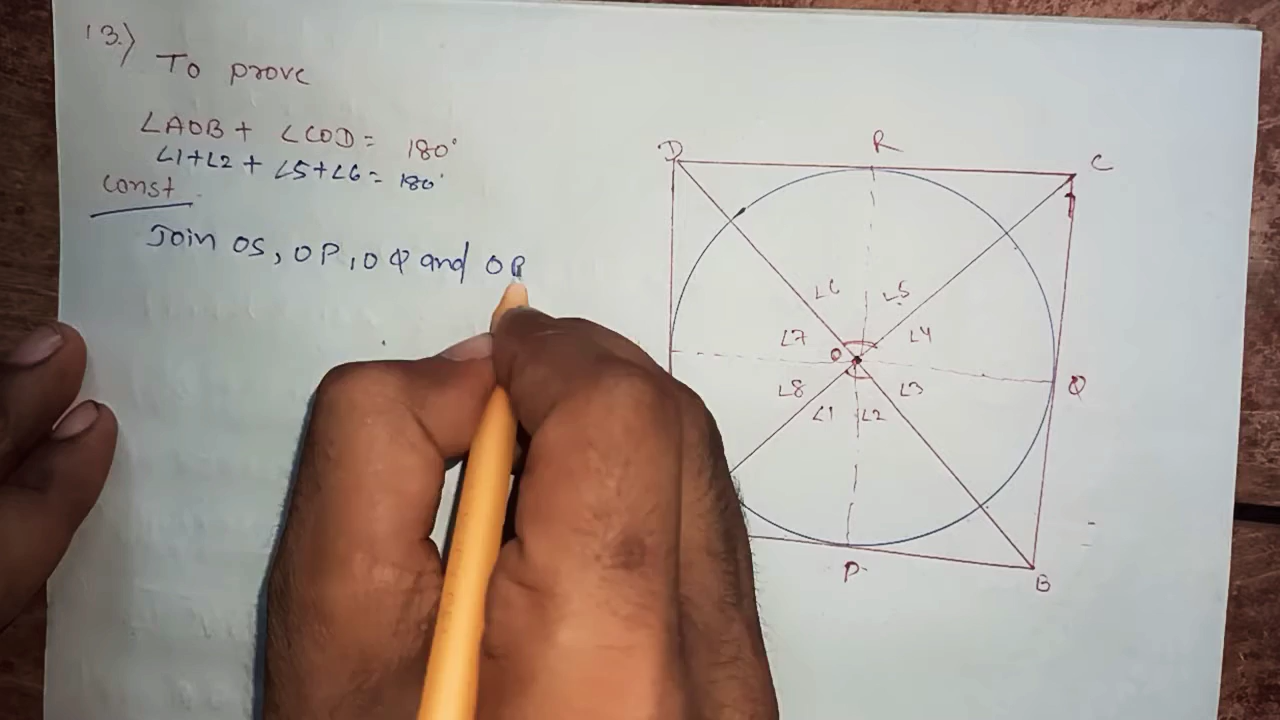 13.)
To prove
∠AOB + ∠COD = 180°
∠1+∠2 + ∠5+∠6 = 180°
Const.
Join OS, OP, OQ and O
D
R
C
∠6
∠5
∠7
∠4
O
Q
∠8
∠3
∠1
∠2
P
B